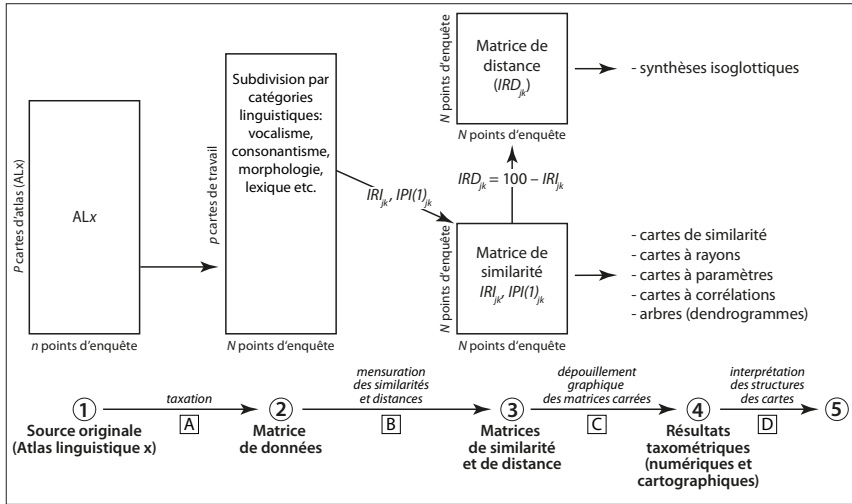 P cartes d'atlas (ALx)
ALx
n points d'enquête
p cartes de travail
Subdivision par
catégories
linguistiques:
vocalisme,
consonantisme,
morphologie,
lexique etc.
N points d'enquête
IRIjk, IPI(1)jk
N points d'enquête
Matrice de
distance
(IRDjk)
N points d'enquête
- synthèses isoglottiques
IRDjk = 100 – IRIjk
N points d'enquête
Matrice de
similarité
IRIjk, IPI(1)jk
N points d'enquête
- cartes de similarité
- cartes à rayons
- cartes à paramètres
- cartes à corrélations
- arbres (dendrogrammes)
1
Source originale
(Atlas linguistique x)
taxation
A
2
Matrice
de données
mensuration
des similarités
et distances
B
3
Matrices
de similarité
et de distance
dépouillement
graphique
des matrices carrées
C
4
Résultats
taxométriques
(numériques et
cartographiques)
interprétation
des structures
des cartes
D
5